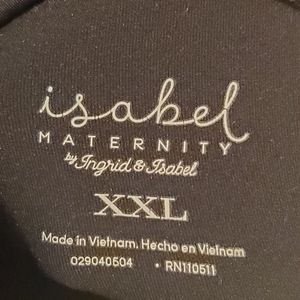 isabel
MATERNITY
by Ingrid & Isabel
XXL
Made in Vietnam. Hecho en Vietnam
029040504 • RN110511